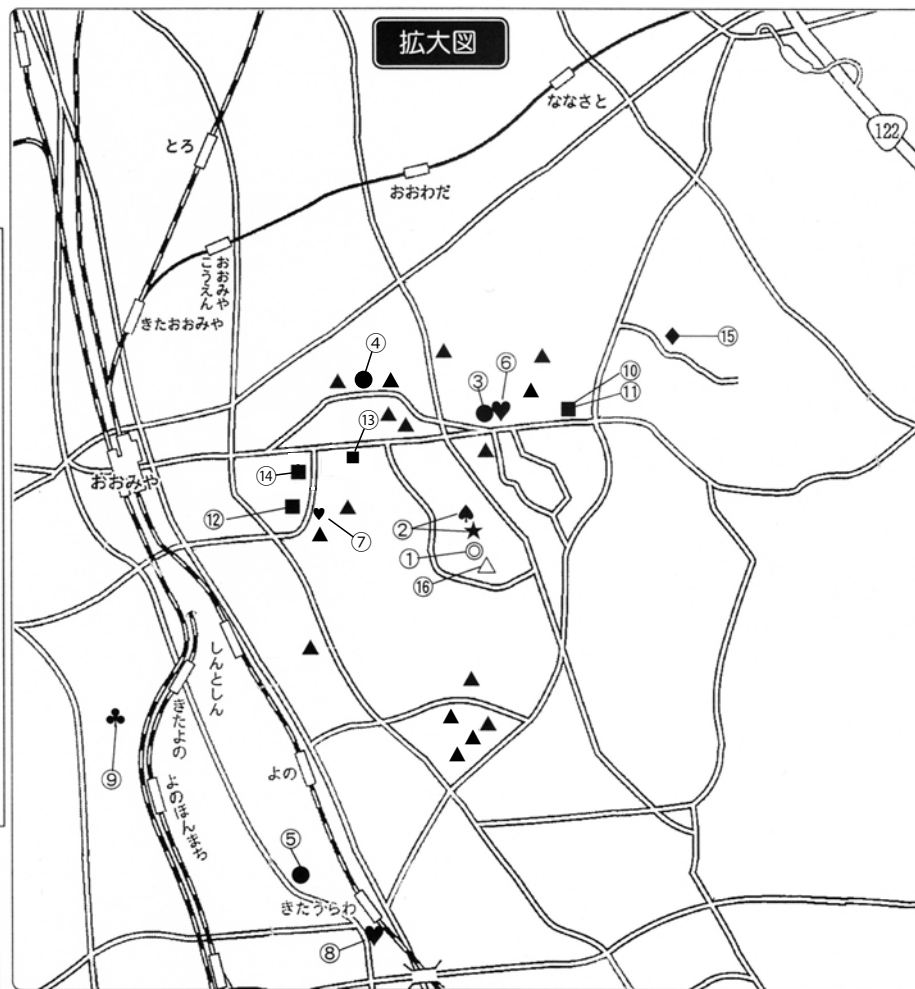 拡大図
ななさと
122
とろ
おおわだ
おおみや
こうえん
きたおおみや
④
⑥
⑮
③
⑩
⑪
⑬
おおみや
⑭
⑫
②
⑦
①
⑯
しんとしん
きたよの
⑨
よの
よのほんまち
⑤
きたうらわ
⑧